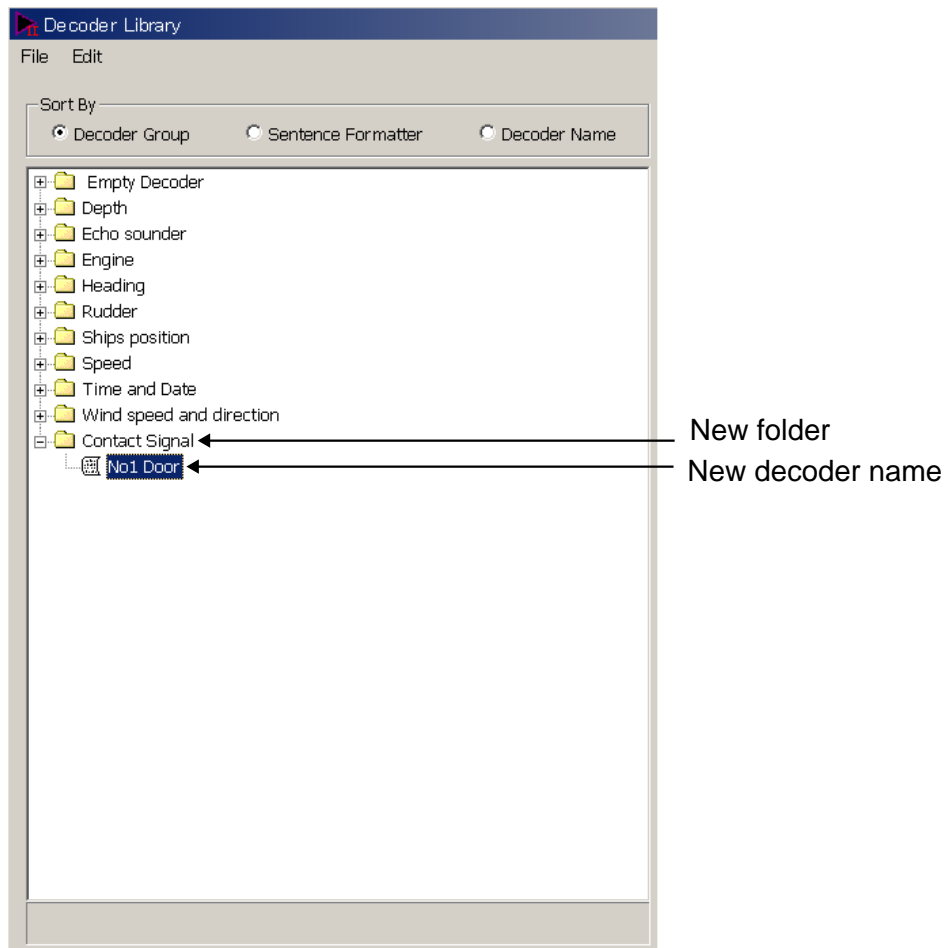 Decoder Library
File Edit
Sort By
Decoder Group Sentence Formatter Decoder Name
Empty Decoder
Depth
Echo sounder
Engine
Heading
Rudder
Ships position
Speed
Time and Date
Wind speed and direction
Contact Signal New folder
No1 Door New decoder name